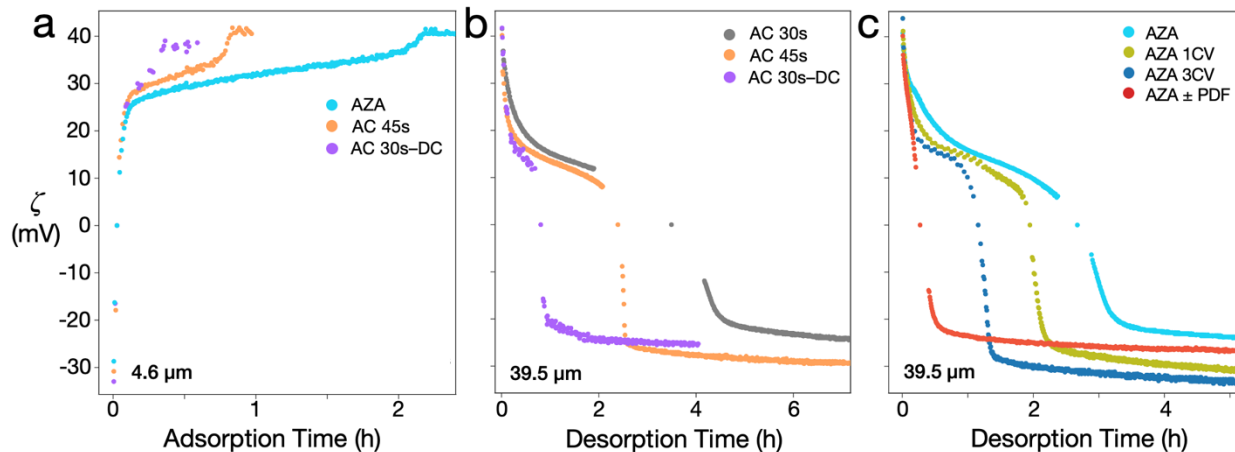 a
b
c
40
30
20
10
0
-10
-20
-30
ζ
(mV)
AZA
AC 45s
AC 30s–DC
4.6 µm
0
1
2
Adsorption Time (h)
AC 30s
AC 45s
AC 30s–DC
39.5 µm
0
2
4
6
Desorption Time (h)
AZA
AZA 1CV
AZA 3CV
AZA ± PDF
39.5 µm
0
2
4
Desorption Time (h)